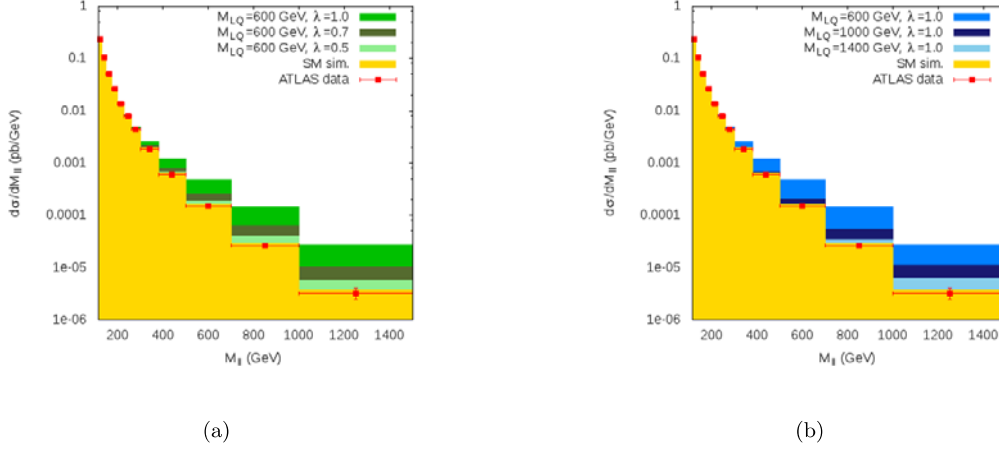 1
0.1
0.01
0.001
0.0001
1e-05
1e-06
dσ/dM_ll (pb/GeV)
M_LQ=600 GeV, λ=1.0
M_LQ=600 GeV, λ=0.7
M_LQ=600 GeV, λ=0.5
SM sim.
ATLAS data
200 400 600 800 1000 1200 1400
M_ll (GeV)
(a)
1
0.1
0.01
0.001
0.0001
1e-05
1e-06
dσ/dM_ll (pb/GeV)
M_LQ=600 GeV, λ=1.0
M_LQ=1000 GeV, λ=1.0
M_LQ=1400 GeV, λ=1.0
SM sim.
ATLAS data
200 400 600 800 1000 1200 1400
M_ll (GeV)
(b)